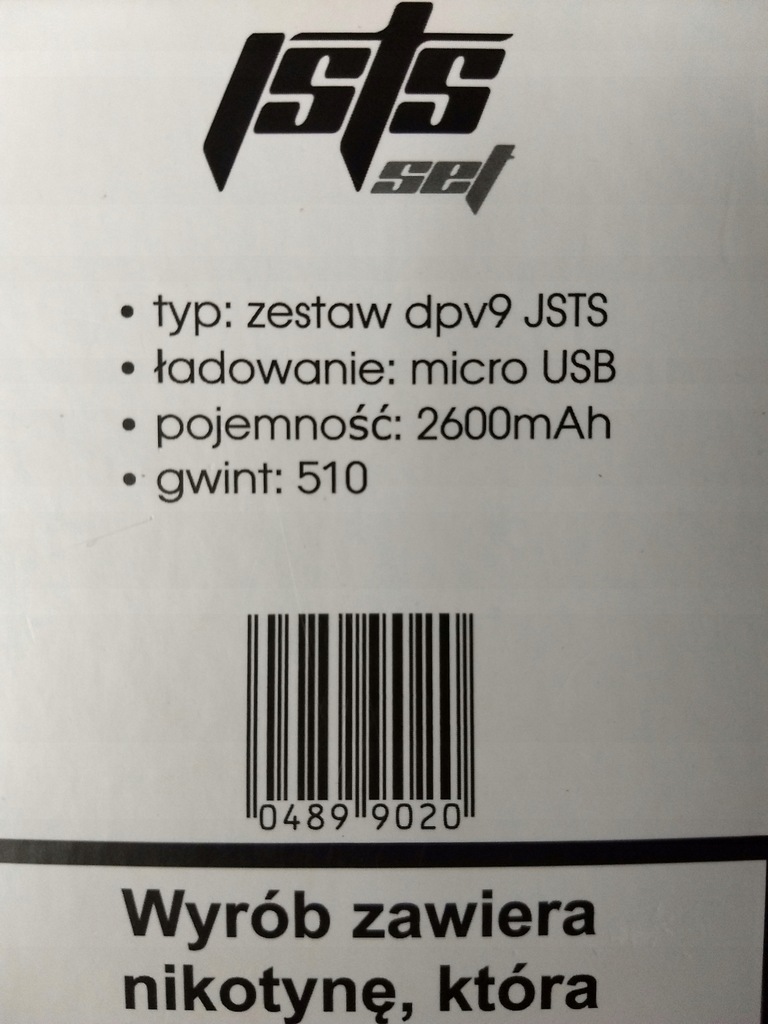 JSTS
set
• typ: zestaw dpv9 JSTS
• ładowanie: micro USB
• pojemność: 2600mAh
• gwint: 510
0489 9020
Wyrób zawiera
nikotynę, która